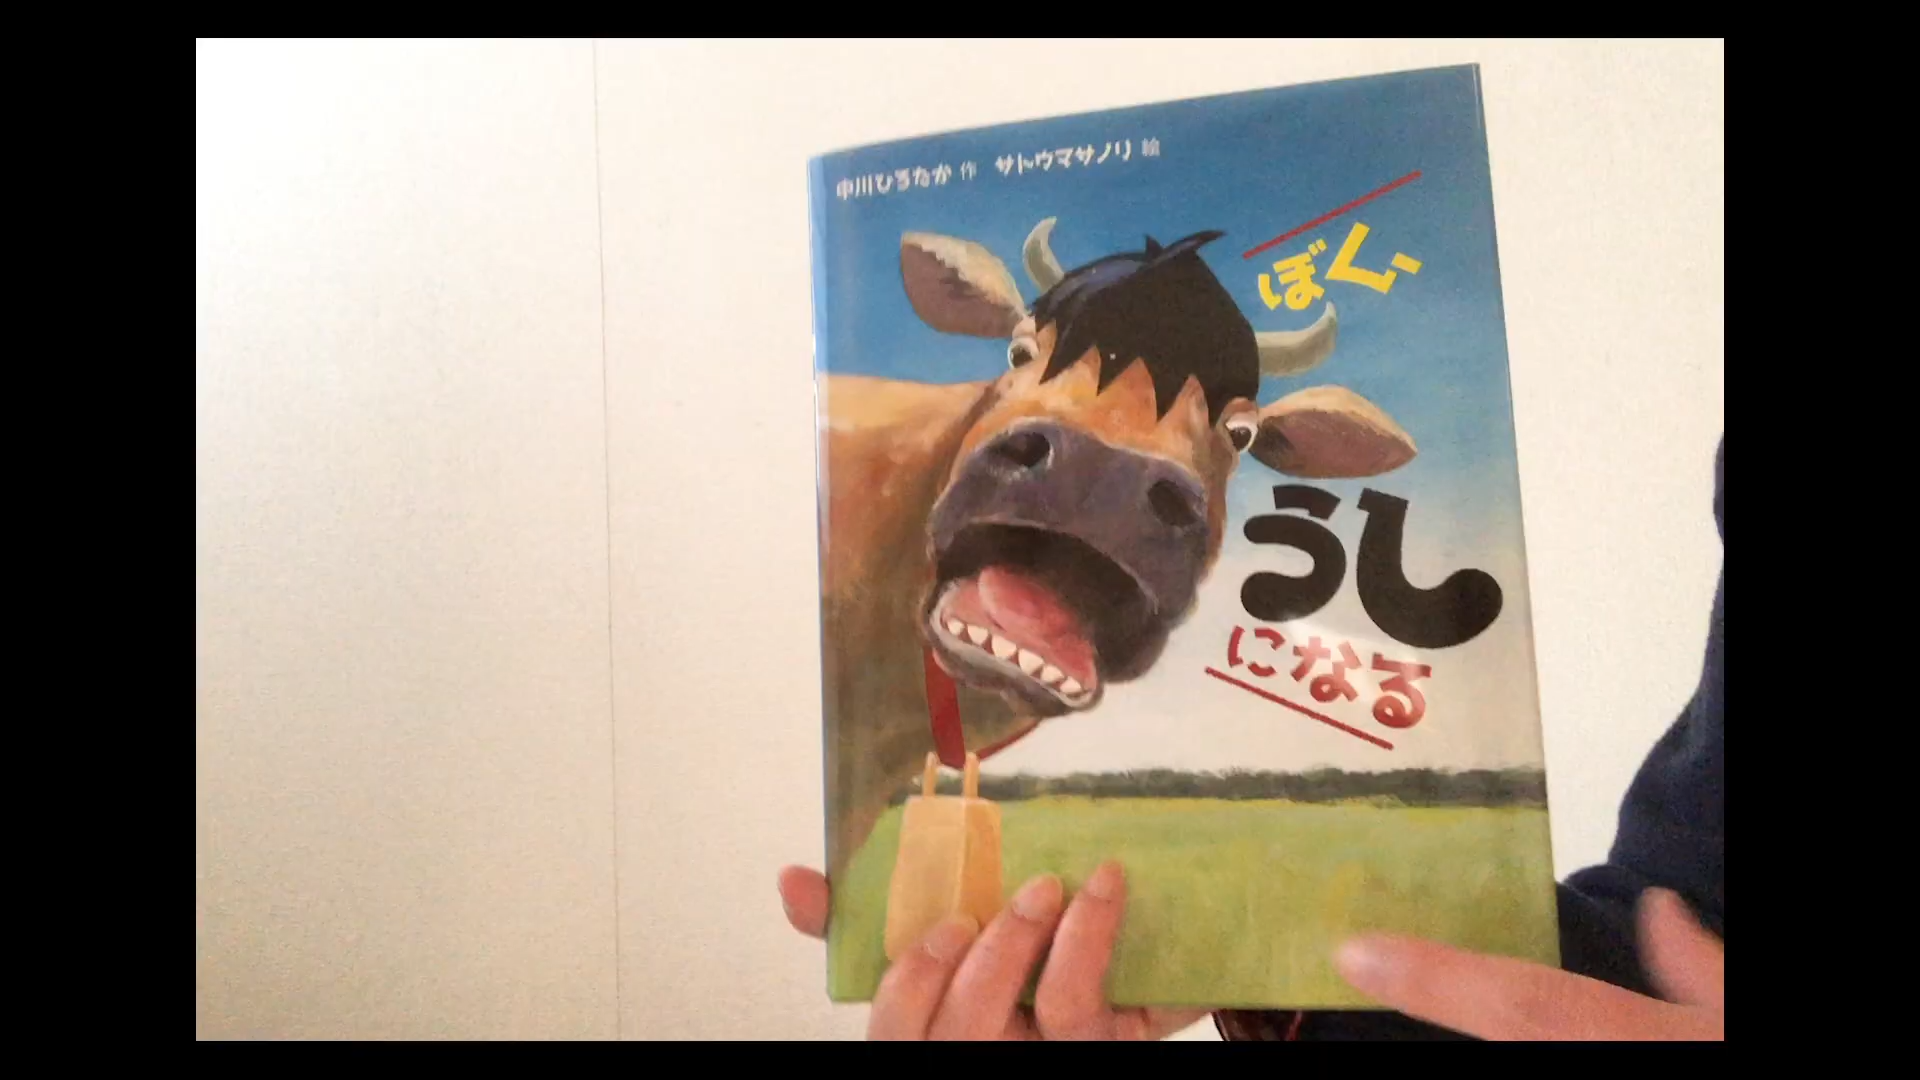 中川ひろたか 作 サトウマサノリ 絵
ぼく、
うし
になる